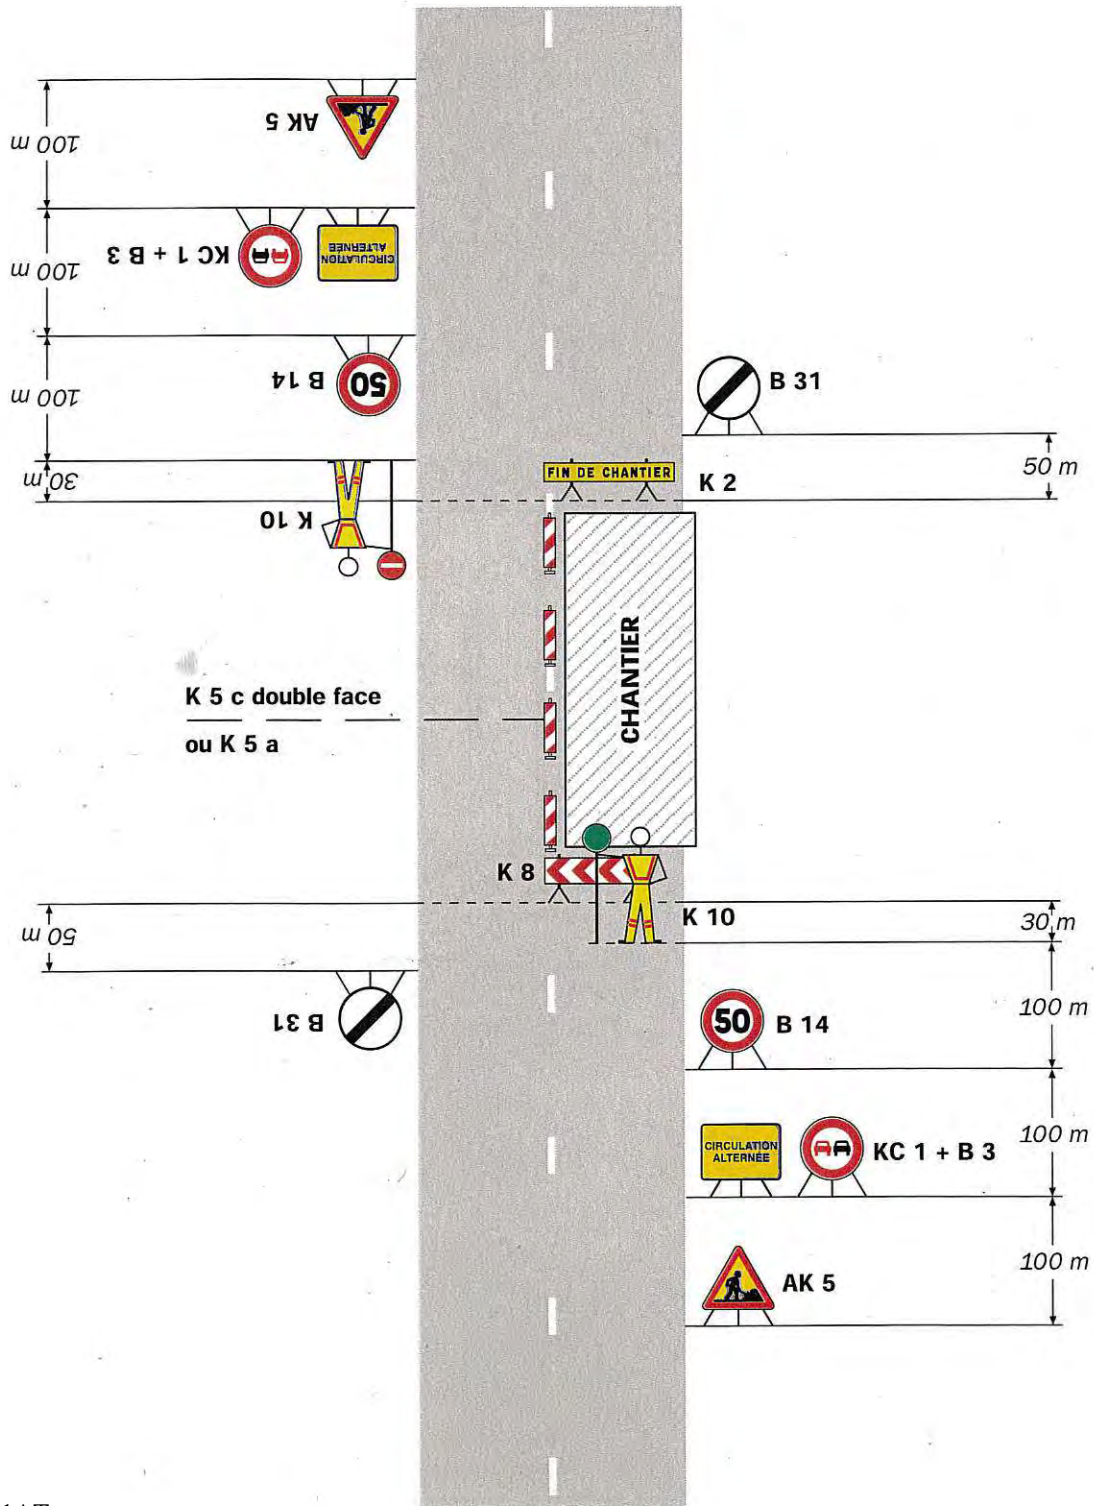 100 m
AK 5
100 m
KC 1 + B 3
CIRCULATION
ALTERNÉE
100 m
B 14
50
B 31
30 m
FIN DE CHANTIER
K 2
50 m
K 10
CHANTIER
K 5 c double face
ou K 5 a
K 8
K 10
30 m
50 m
B 31
50
B 14
100 m
CIRCULATION
ALTERNÉE
KC 1 + B 3
100 m
AK 5
100 m